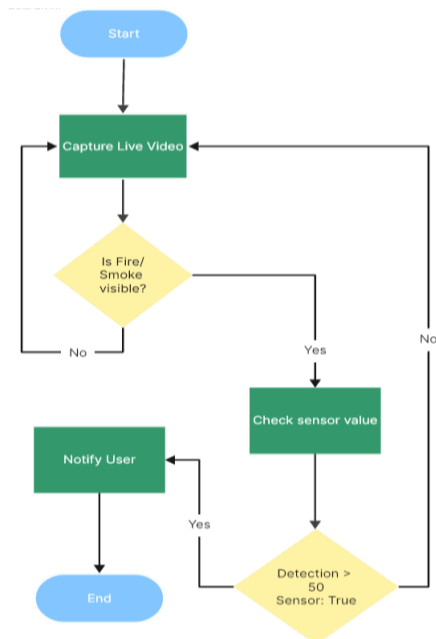 Start
Capture Live Video
Is Fire/
Smoke
visible?
No
Yes
No
Check sensor value
Notify User
Yes
Detection >
50
Sensor: True
End